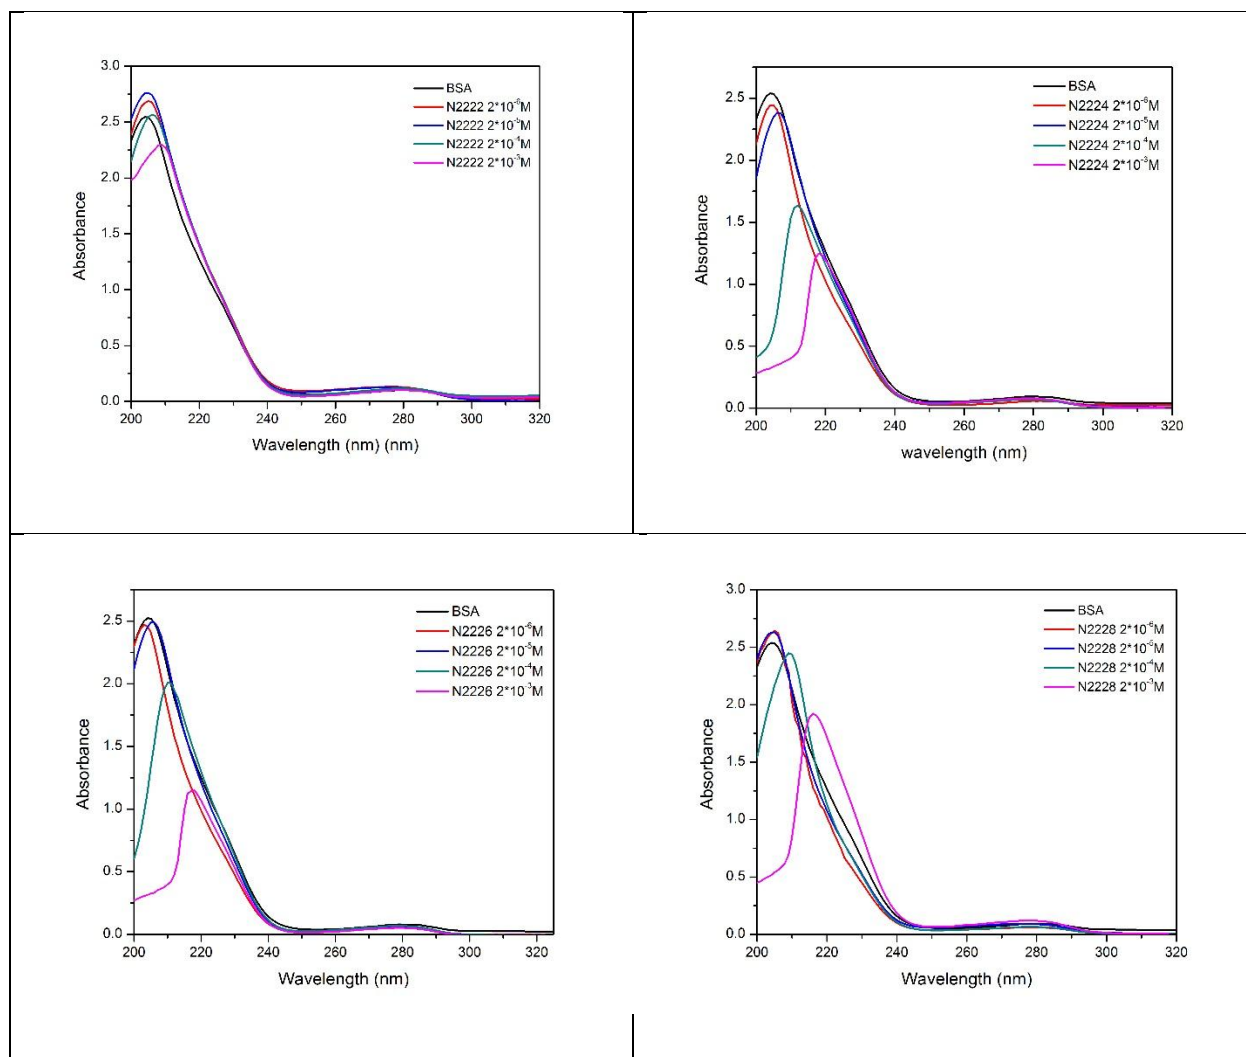 3.0
2.5
2.0
1.5
1.0
0.5
0.0
Absorbance
200 220 240 260 280 300 320
Wavelength (nm) (nm)
BSA
N2222 2*10⁻⁶M
N2222 2*10⁻⁵M
N2222 2*10⁻⁴M
N2222 2*10⁻³M
2.5
2.0
1.5
1.0
0.5
0.0
Absorbance
200 220 240 260 280 300 320
wavelength (nm)
BSA
N2224 2*10⁻⁶M
N2224 2*10⁻⁵M
N2224 2*10⁻⁴M
N2224 2*10⁻³M
2.5
2.0
1.5
1.0
0.5
0.0
Absorbance
200 220 240 260 280 300 320
Wavelength (nm)
BSA
N2226 2*10⁻⁶M
N2226 2*10⁻⁵M
N2226 2*10⁻⁴M
N2226 2*10⁻³M
3.0
2.5
2.0
1.5
1.0
0.5
0.0
Absorbance
200 220 240 260 280 300 320
Wavelength (nm)
BSA
N2228 2*10⁻⁶M
N2228 2*10⁻⁵M
N2228 2*10⁻⁴M
N2228 2*10⁻³M